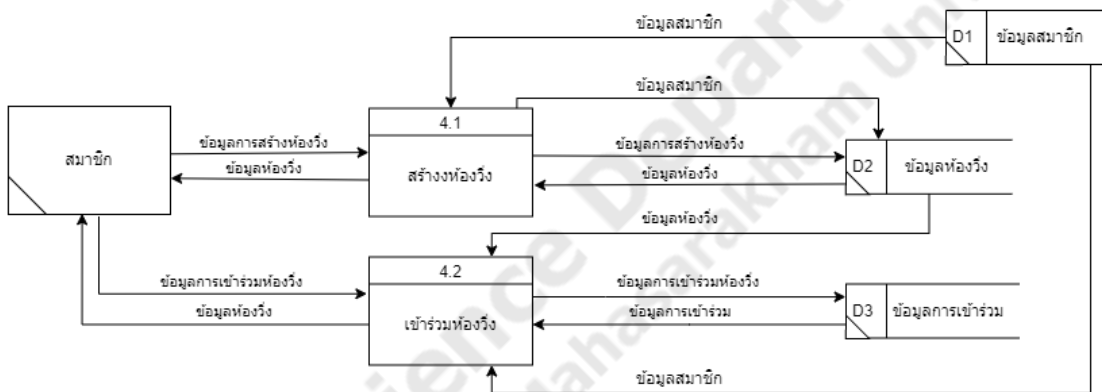 ข้อมูลสมาชิก
D1 ข้อมูลสมาชิก
ข้อมูลสมาชิก
4.1
สมาชิก
ข้อมูลการสร้างห้องวิ่ง
ข้อมูลห้องวิ่ง
สร้างงห้องวิ่ง
ข้อมูลการสร้างห้องวิ่ง
ข้อมูลห้องวิ่ง
D2 ข้อมูลห้องวิ่ง
ข้อมูลห้องวิ่ง
4.2
ข้อมูลการเข้าร่วมห้องวิ่ง
ข้อมูลห้องวิ่ง
เข้าร่วมห้องวิ่ง
ข้อมูลการเข้าร่วมห้องวิ่ง
ข้อมูลการเข้าร่วม
D3 ข้อมูลการเข้าร่วม
ข้อมูลสมาชิก
ience Depart
Mahasarakham Uni